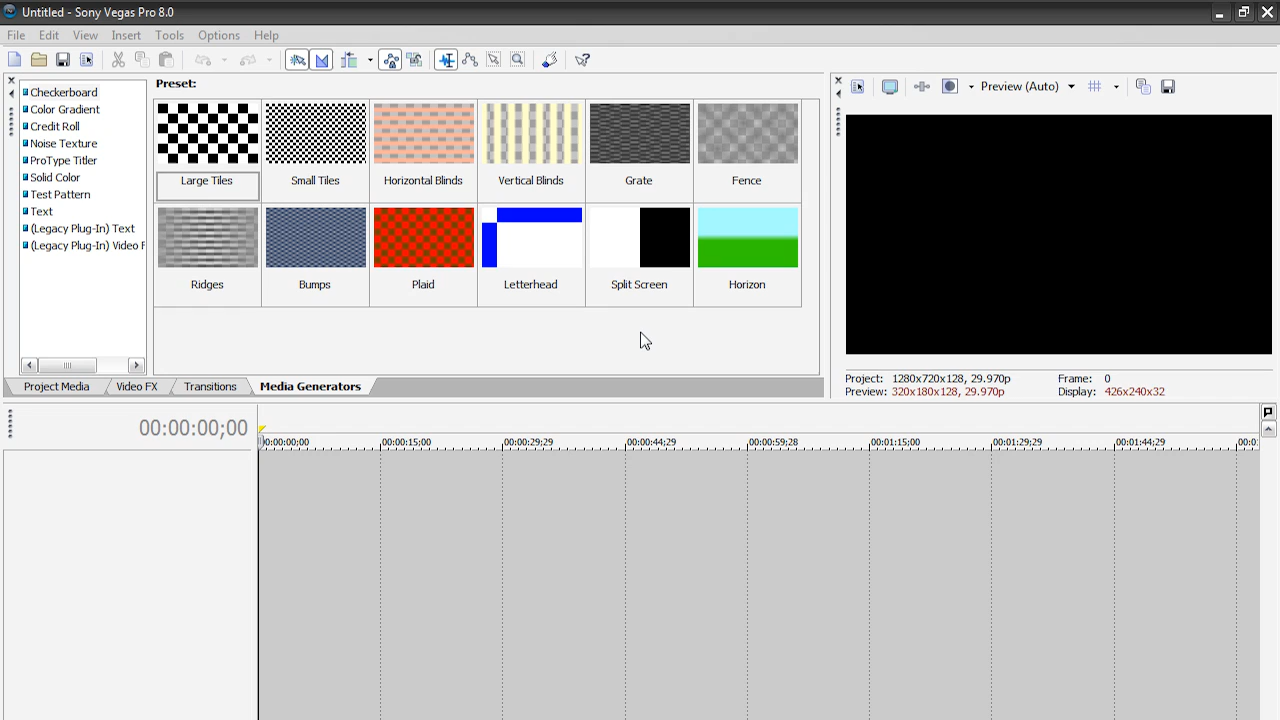 Untitled - Sony Vegas Pro 8.0
File Edit View Insert Tools Options Help
Checkerboard
Color Gradient
Credit Roll
Noise Texture
ProType Titler
Solid Color
Test Pattern
Text
(Legacy Plug-In) Text
(Legacy Plug-In) Video F
Preset:
Large Tiles Small Tiles Horizontal Blinds Vertical Blinds Grate Fence
Ridges Bumps Plaid Letterhead Split Screen Horizon
Project Media Video FX Transitions Media Generators
Preview (Auto)
Project: 1280x720x128, 29.970p Frame: 0
Preview: 320x180x128, 29.970p Display: 426x240x32
00:00:00;00
00:00:00;00 00:00:15;00 00:00:29;29 00:00:44;29 00:00:59;28 00:01:15;00 00:01:29;29 00:01:44;29 00:0